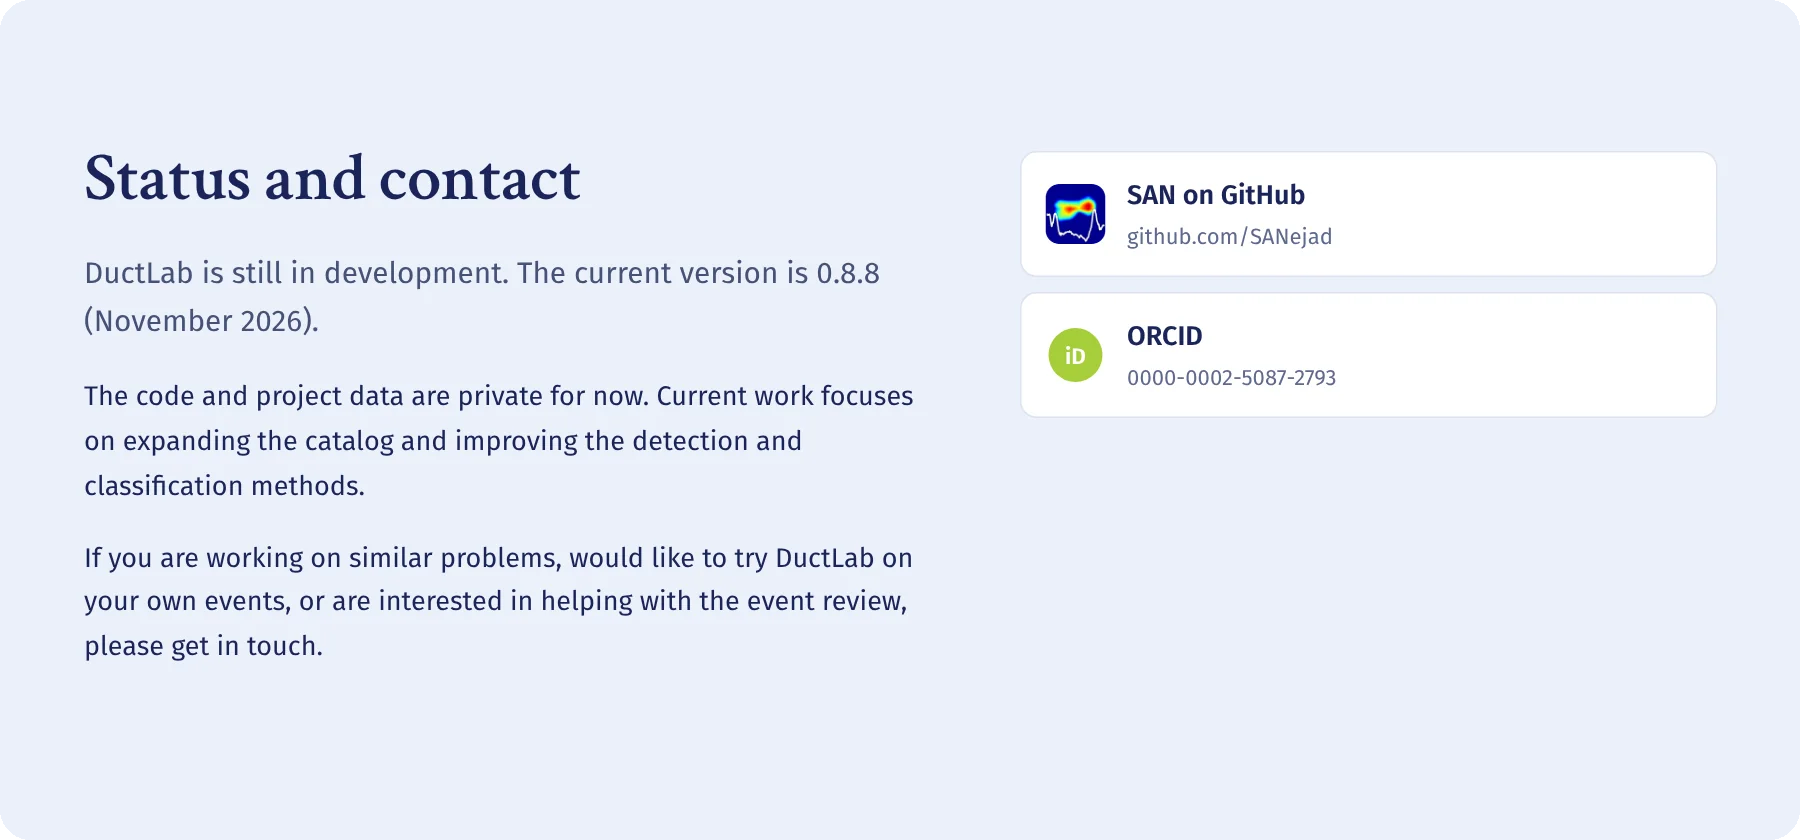 Status and contact
DuctLab is still in development. The current version is 0.8.8
(November 2026).
The code and project data are private for now. Current work focuses
on expanding the catalog and improving the detection and
classification methods.
If you are working on similar problems, would like to try DuctLab on
your own events, or are interested in helping with the event review,
please get in touch.
SAN on GitHub
github.com/SANejad
iD
ORCID
0000-0002-5087-2793